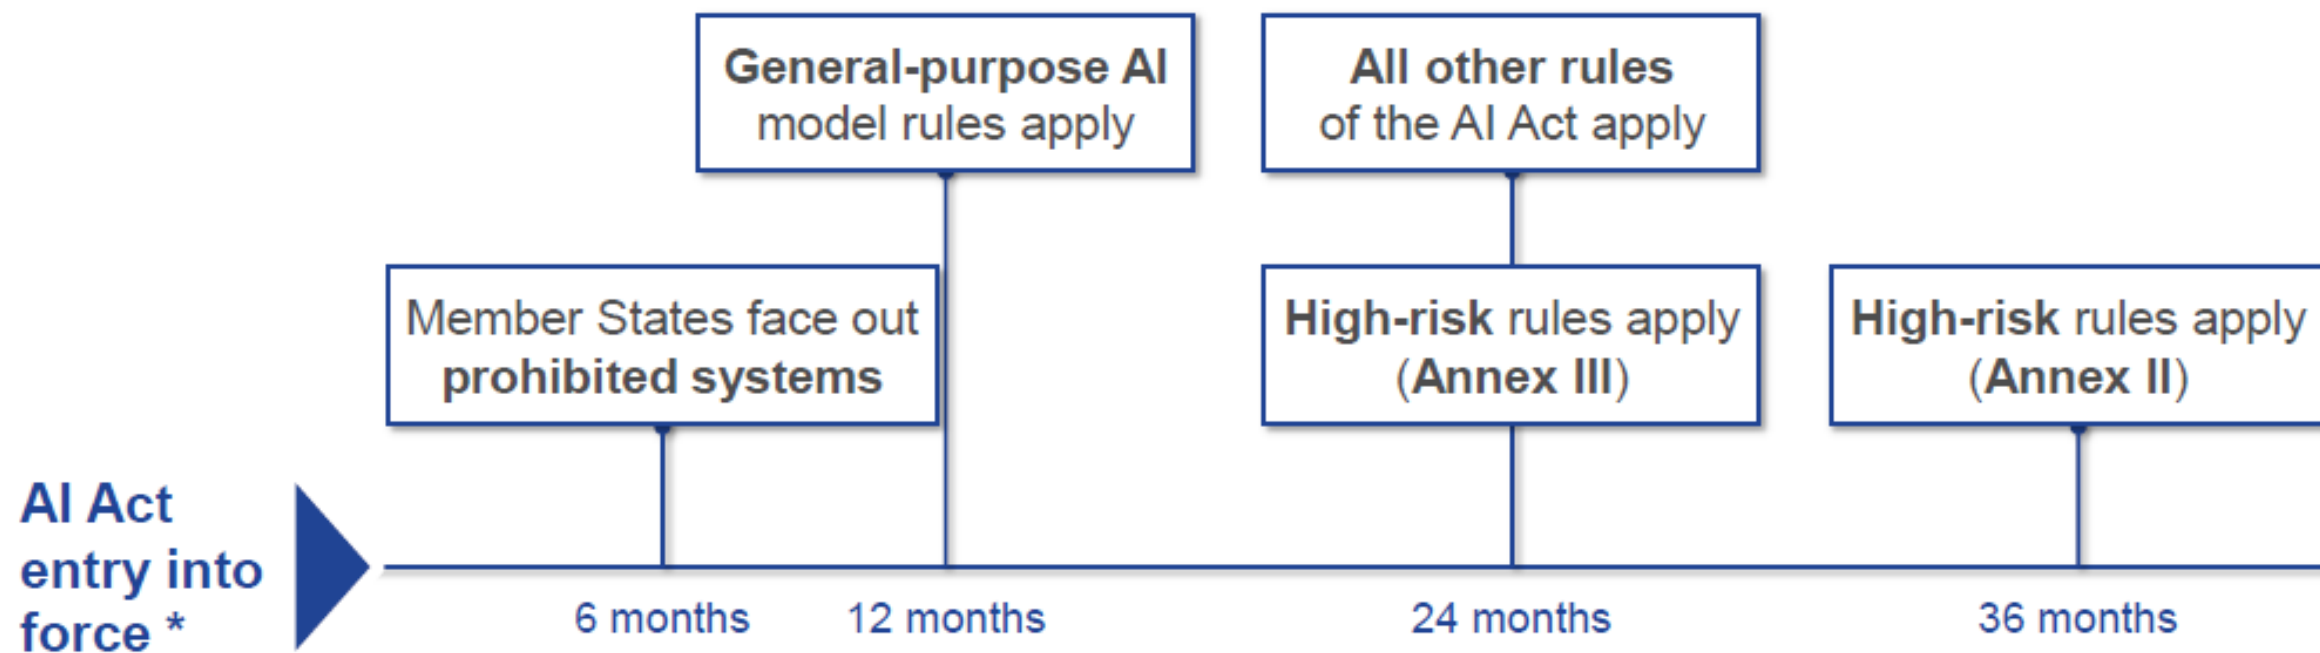 General-purpose AI
model rules apply
All other rules
of the AI Act apply
Member States face out
prohibited systems
High-risk rules apply
(Annex III)
High-risk rules apply
(Annex II)
AI Act
entry into
force *
6 months
12 months
24 months
36 months